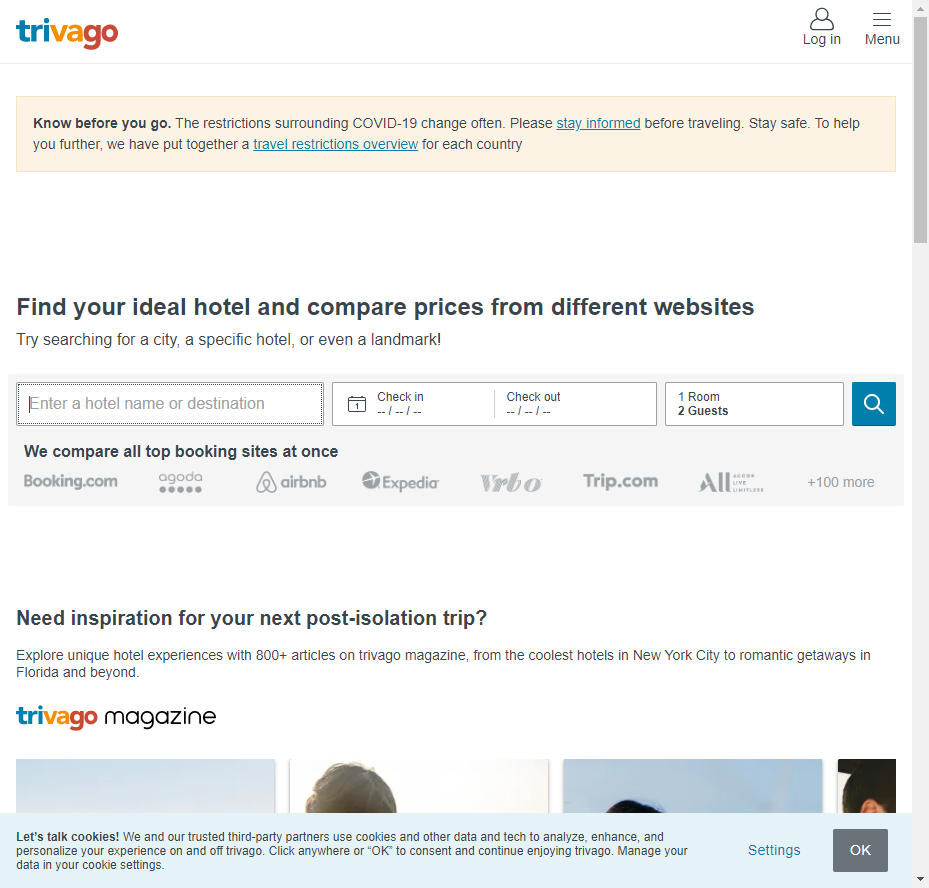 trivago
Log in
Menu
Know before you go. The restrictions surrounding COVID-19 change often. Please stay informed before traveling. Stay safe. To help
you further, we have put together a travel restrictions overview for each country
Find your ideal hotel and compare prices from different websites
Try searching for a city, a specific hotel, or even a landmark!
Enter a hotel name or destination
1
Check in
-- / -- / --
Check out
-- / -- / --
1 Room
2 Guests
We compare all top booking sites at once
Booking.com
agoda
airbnb
Expedia
Vrbo
Trip.com
All ACCOR LIVE LIMITLESS
+100 more
Need inspiration for your next post-isolation trip?
Explore unique hotel experiences with 800+ articles on trivago magazine, from the coolest hotels in New York City to romantic getaways in
Florida and beyond.
trivago magazine
Let's talk cookies! We and our trusted third-party partners use cookies and other data and tech to analyze, enhance, and
personalize your experience on and off trivago. Click anywhere or “OK” to consent and continue enjoying trivago. Manage your
data in your cookie settings.
Settings
OK